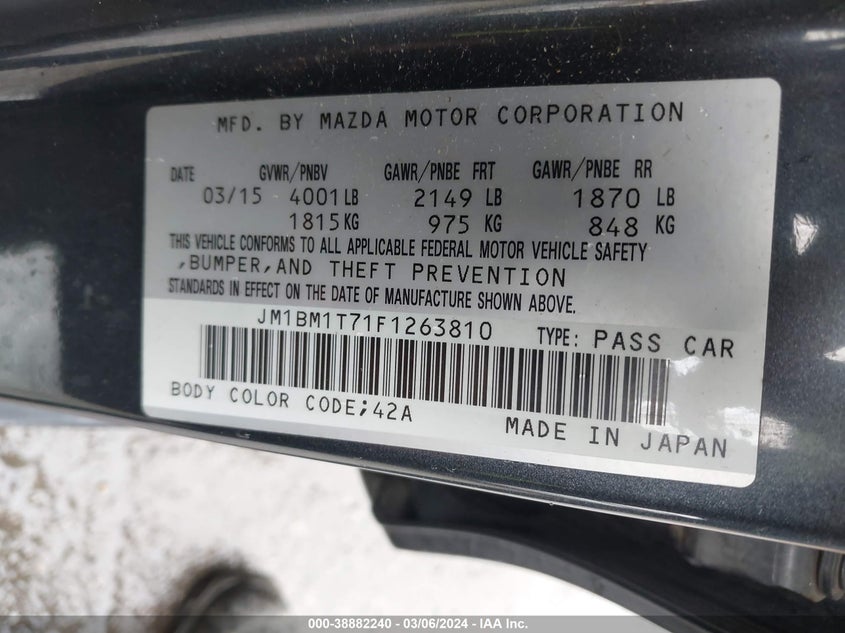 MFD. BY MAZDA MOTOR CORPORATION
DATE GVWR/PNBV GAWR/PNBE FRT GAWR/PNBE RR
03/15 4001 LB 2149 LB 1870 LB
1815 KG 975 KG 848 KG
THIS VEHICLE CONFORMS TO ALL APPLICABLE FEDERAL MOTOR VEHICLE SAFETY
,BUMPER,AND THEFT PREVENTION
STANDARDS IN EFFECT ON THE DATE OF MANUFACTURE SHOWN ABOVE.
JM1BM1T71F1263810 TYPE: PASS CAR
BODY COLOR CODE;42A
MADE IN JAPAN
000-38882240 - 03/06/2024 - IAA Inc.